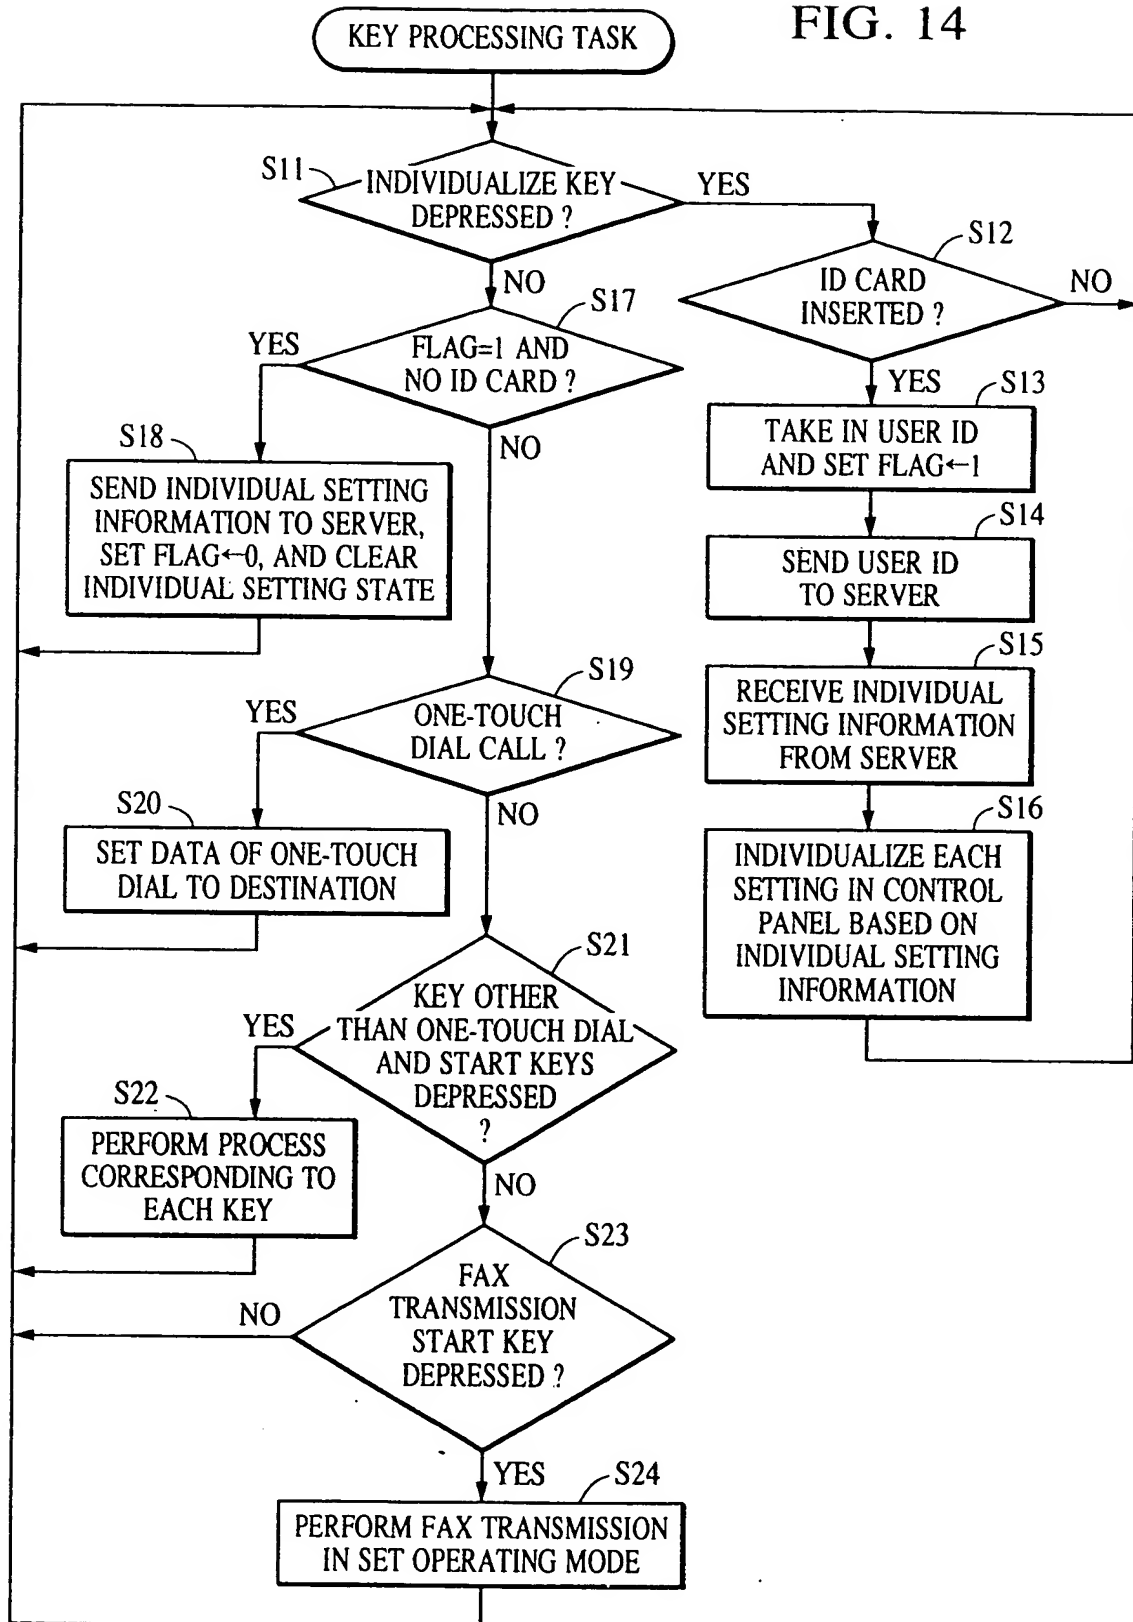 FIG. 14
KEY PROCESSING TASK
S11
INDIVIDUALIZE KEY
DEPRESSED ?
YES
NO
S12
ID CARD
INSERTED ?
NO
YES
S13
TAKE IN USER ID
AND SET FLAG←1
S14
SEND USER ID
TO SERVER
S15
RECEIVE INDIVIDUAL
SETTING INFORMATION
FROM SERVER
S16
INDIVIDUALIZE EACH
SETTING IN CONTROL
PANEL BASED ON
INDIVIDUAL SETTING
INFORMATION
S17
FLAG=1 AND
NO ID CARD ?
YES
NO
S18
SEND INDIVIDUAL SETTING
INFORMATION TO SERVER,
SET FLAG←0, AND CLEAR
INDIVIDUAL SETTING STATE
S19
ONE-TOUCH
DIAL CALL ?
YES
NO
S20
SET DATA OF ONE-TOUCH
DIAL TO DESTINATION
S21
KEY OTHER
THAN ONE-TOUCH DIAL
AND START KEYS
DEPRESSED
?
YES
NO
S22
PERFORM PROCESS
CORRESPONDING TO
EACH KEY
S23
FAX
TRANSMISSION
START KEY
DEPRESSED ?
NO
YES
S24
PERFORM FAX TRANSMISSION
IN SET OPERATING MODE